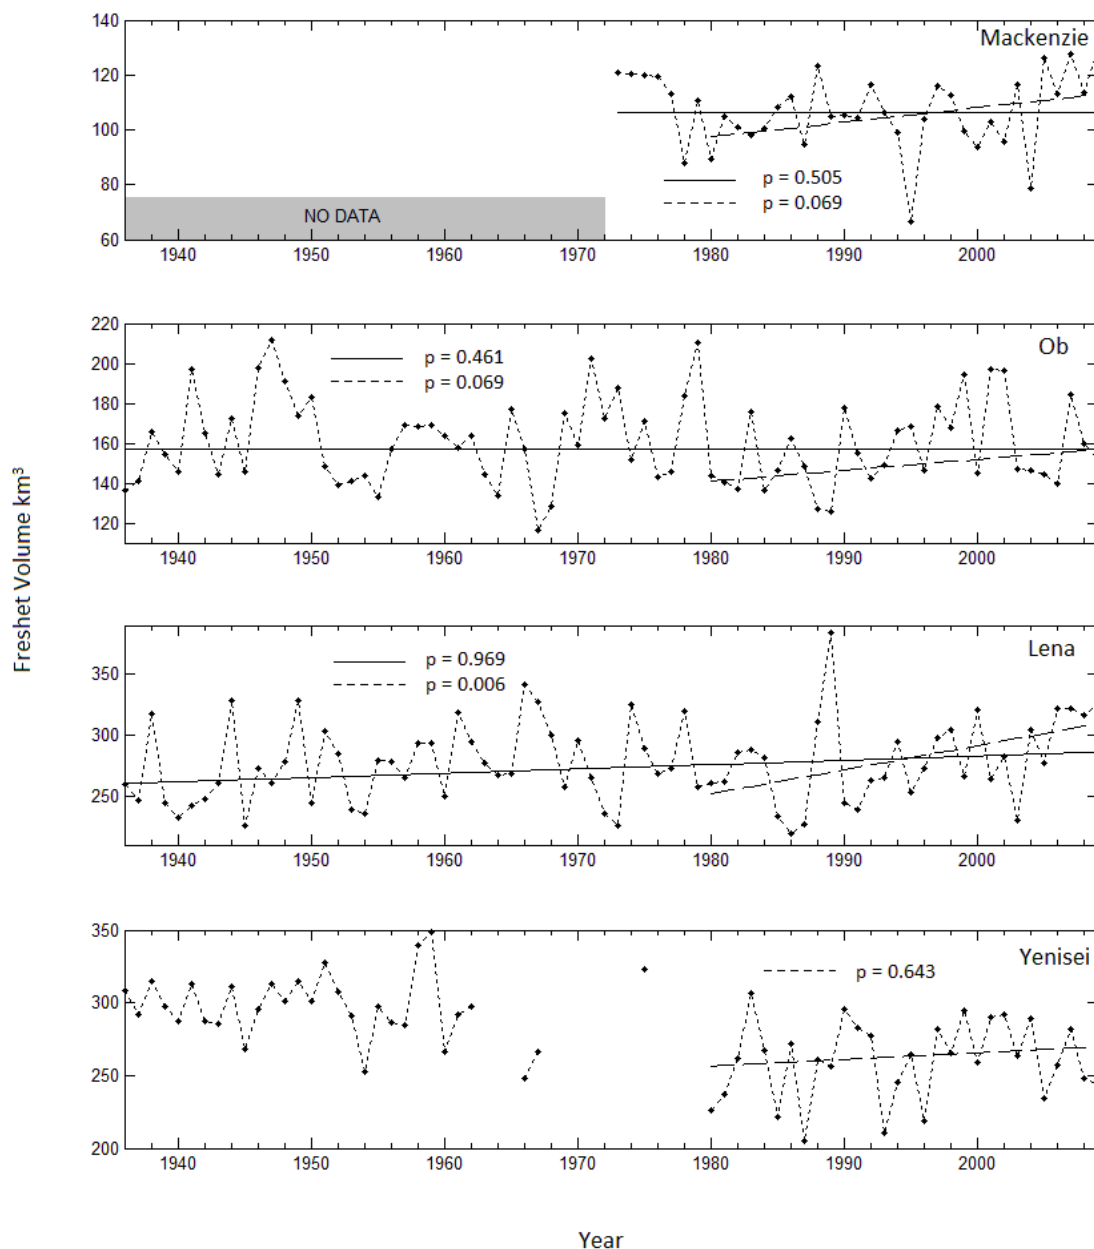 Freshet Volume km³
140
120
100
80
60
Mackenzie
p = 0.505
p = 0.069
NO DATA
1940 1950 1960 1970 1980 1990 2000
220
200
180
160
140
120
Ob
p = 0.461
p = 0.069
1940 1950 1960 1970 1980 1990 2000
350
300
250
Lena
p = 0.969
p = 0.006
1940 1950 1960 1970 1980 1990 2000
350
300
250
200
Yenisei
p = 0.643
1940 1950 1960 1970 1980 1990 2000
Year